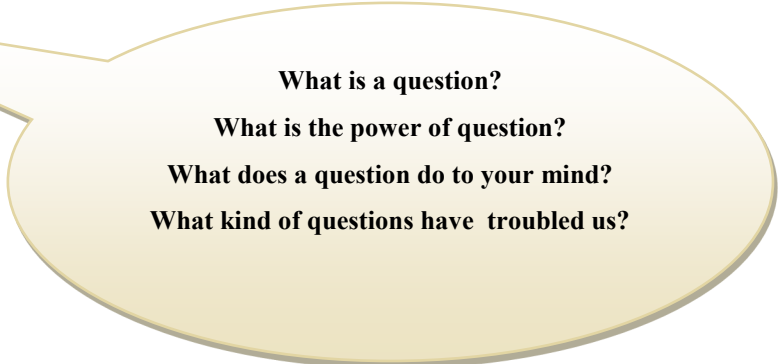 What is a question?
What is the power of question?
What does a question do to your mind?
What kind of questions have  troubled us?